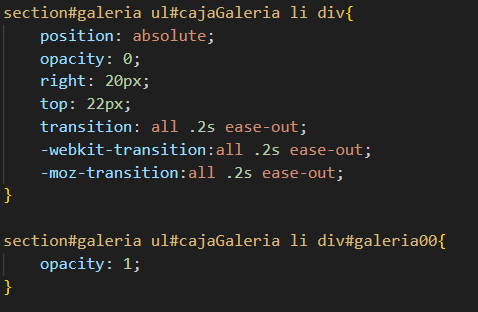 section#galeria ul#cajaGaleria li div{
    position: absolute;
    opacity: 0;
    right: 20px;
    top: 22px;
    transition: all .2s ease-out;
    -webkit-transition:all .2s ease-out;
    -moz-transition:all .2s ease-out;
}
section#galeria ul#cajaGaleria li div#galeria00{
    opacity: 1;
}